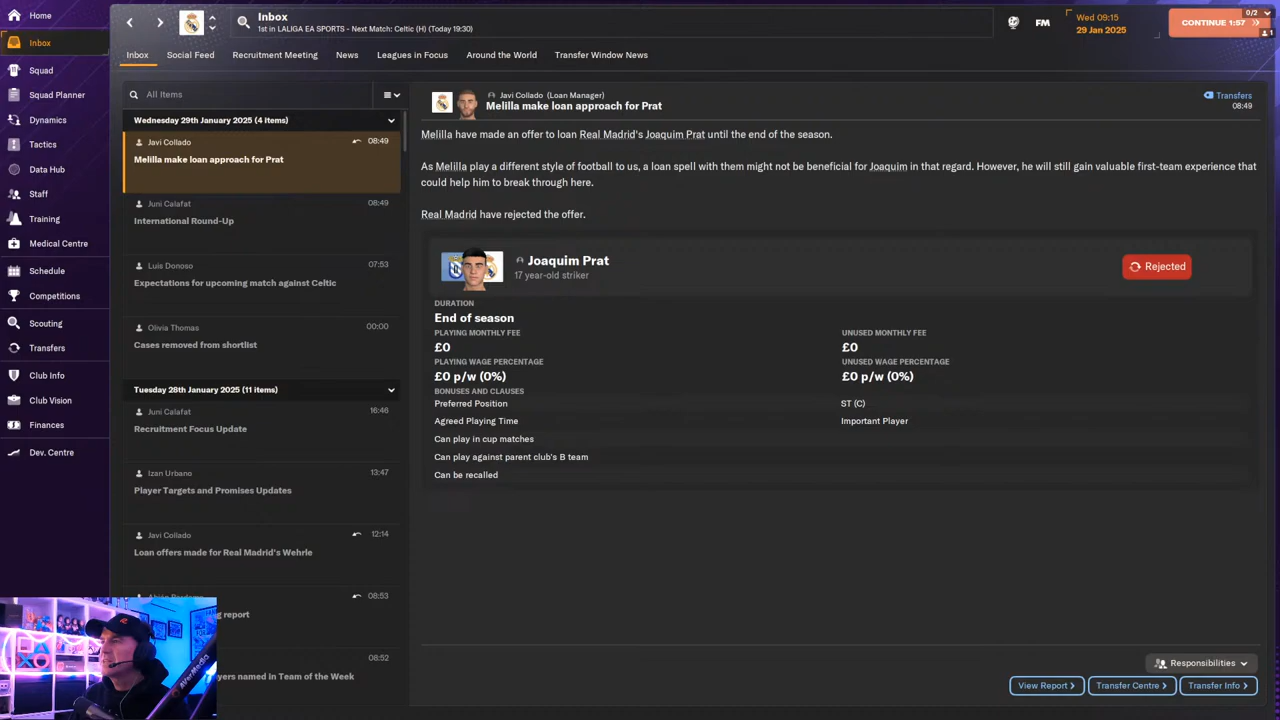 Home
Inbox
Squad
Squad Planner
Dynamics
Tactics
Data Hub
Staff
Training
Medical Centre
Schedule
Competitions
Scouting
Transfers
Club Info
Club Vision
Finances
Dev. Centre
Inbox
1st in LALIGA EA SPORTS - Next Match: Celtic (H) (Today 19:30)
FM
Wed 09:15
29 Jan 2025
0/2
CONTINUE 1:57
1
Inbox
Social Feed
Recruitment Meeting
News
Leagues in Focus
Around the World
Transfer Window News
All Items
Wednesday 29th January 2025 (4 items)
Javi Collado 08:49
Melilla make loan approach for Prat
Juni Calafat 08:49
International Round-Up
Luis Donoso 07:53
Expectations for upcoming match against Celtic
Olivia Thomas 00:00
Cases removed from shortlist
Tuesday 28th January 2025 (11 items)
Juni Calafat 16:46
Recruitment Focus Update
Izan Urbano 13:47
Player Targets and Promises Updates
Javi Collado 12:14
Loan offers made for Real Madrid's Wehrle
08:53
report
08:52
named in Team of the Week
AVerMedia
Javi Collado (Loan Manager)
Melilla make loan approach for Prat
Transfers
08:49
Melilla have made an offer to loan Real Madrid's Joaquim Prat until the end of the season.
As Melilla play a different style of football to us, a loan spell with them might not be beneficial for Joaquim in that regard. However, he will still gain valuable first-team experience that
could help him to break through here.
Real Madrid have rejected the offer.
Joaquim Prat
17 year-old striker
Rejected
DURATION
End of season
PLAYING MONTHLY FEE UNUSED MONTHLY FEE
£0 £0
PLAYING WAGE PERCENTAGE UNUSED WAGE PERCENTAGE
£0 p/w (0%) £0 p/w (0%)
BONUSES AND CLAUSES
Preferred Position ST (C)
Agreed Playing Time Important Player
Can play in cup matches
Can play against parent club's B team
Can be recalled
Responsibilities
View Report
Transfer Centre
Transfer Info